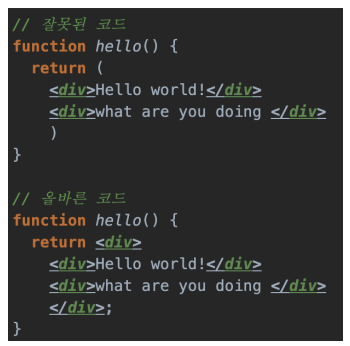 // 잘못된 코드
function hello() {
  return (
    <div>Hello world!</div>
    <div>what are you doing </div>
    )
}

// 올바른 코드
function hello() {
  return <div>
    <div>Hello world!</div>
    <div>what are you doing </div>
    </div>;
}